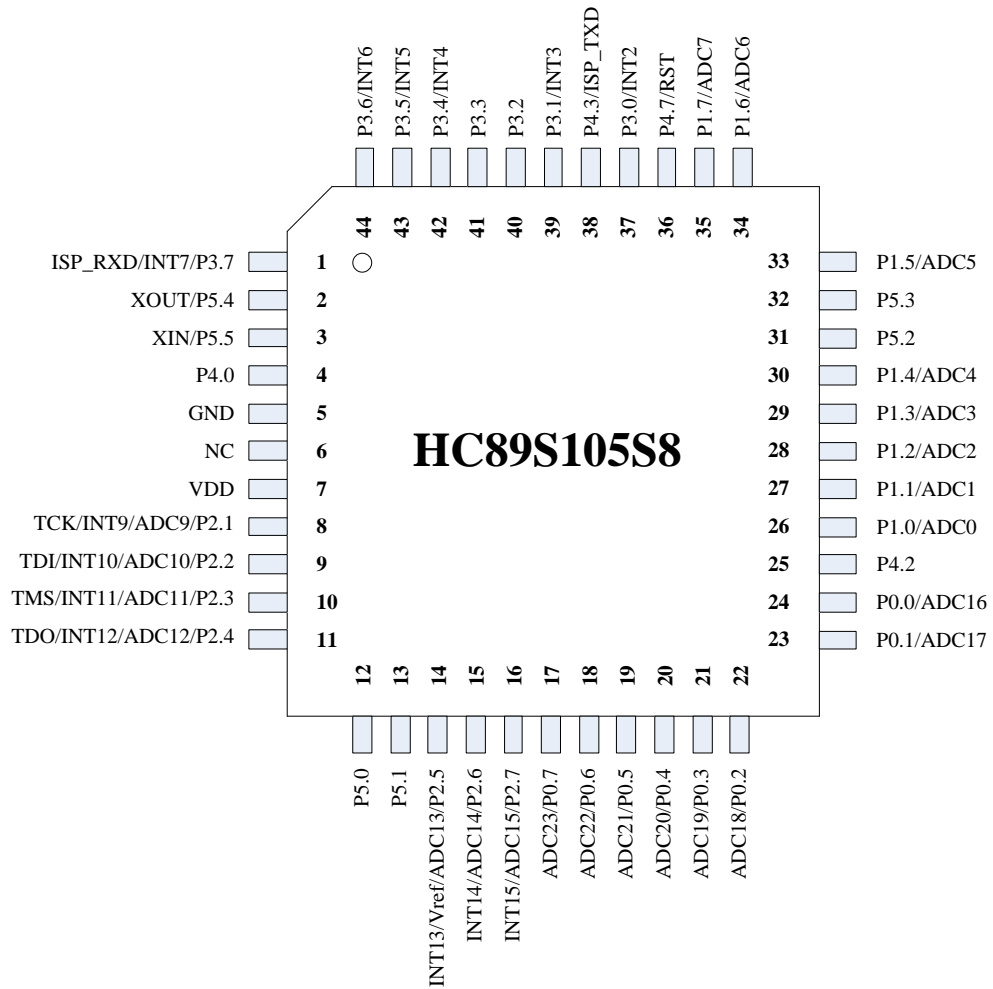 P3.6/INT6
P3.5/INT5
P3.4/INT4
P3.3
P3.2
P3.1/INT3
P4.3/ISP_TXD
P3.0/INT2
P4.7/RST
P1.7/ADC7
P1.6/ADC6
44
43
42
41
40
39
38
37
36
35
34
ISP_RXD/INT7/P3.7
1
XOUT/P5.4
2
XIN/P5.5
3
P4.0
4
GND
5
NC
6
VDD
7
TCK/INT9/ADC9/P2.1
8
TDI/INT10/ADC10/P2.2
9
TMS/INT11/ADC11/P2.3
10
TDO/INT12/ADC12/P2.4
11
HC89S105S8
33
P1.5/ADC5
32
P5.3
31
P5.2
30
P1.4/ADC4
29
P1.3/ADC3
28
P1.2/ADC2
27
P1.1/ADC1
26
P1.0/ADC0
25
P4.2
24
P0.0/ADC16
23
P0.1/ADC17
12
13
14
15
16
17
18
19
20
21
22
P5.0
P5.1
INT13/Vref/ADC13/P2.5
INT14/ADC14/P2.6
INT15/ADC15/P2.7
ADC23/P0.7
ADC22/P0.6
ADC21/P0.5
ADC20/P0.4
ADC19/P0.3
ADC18/P0.2